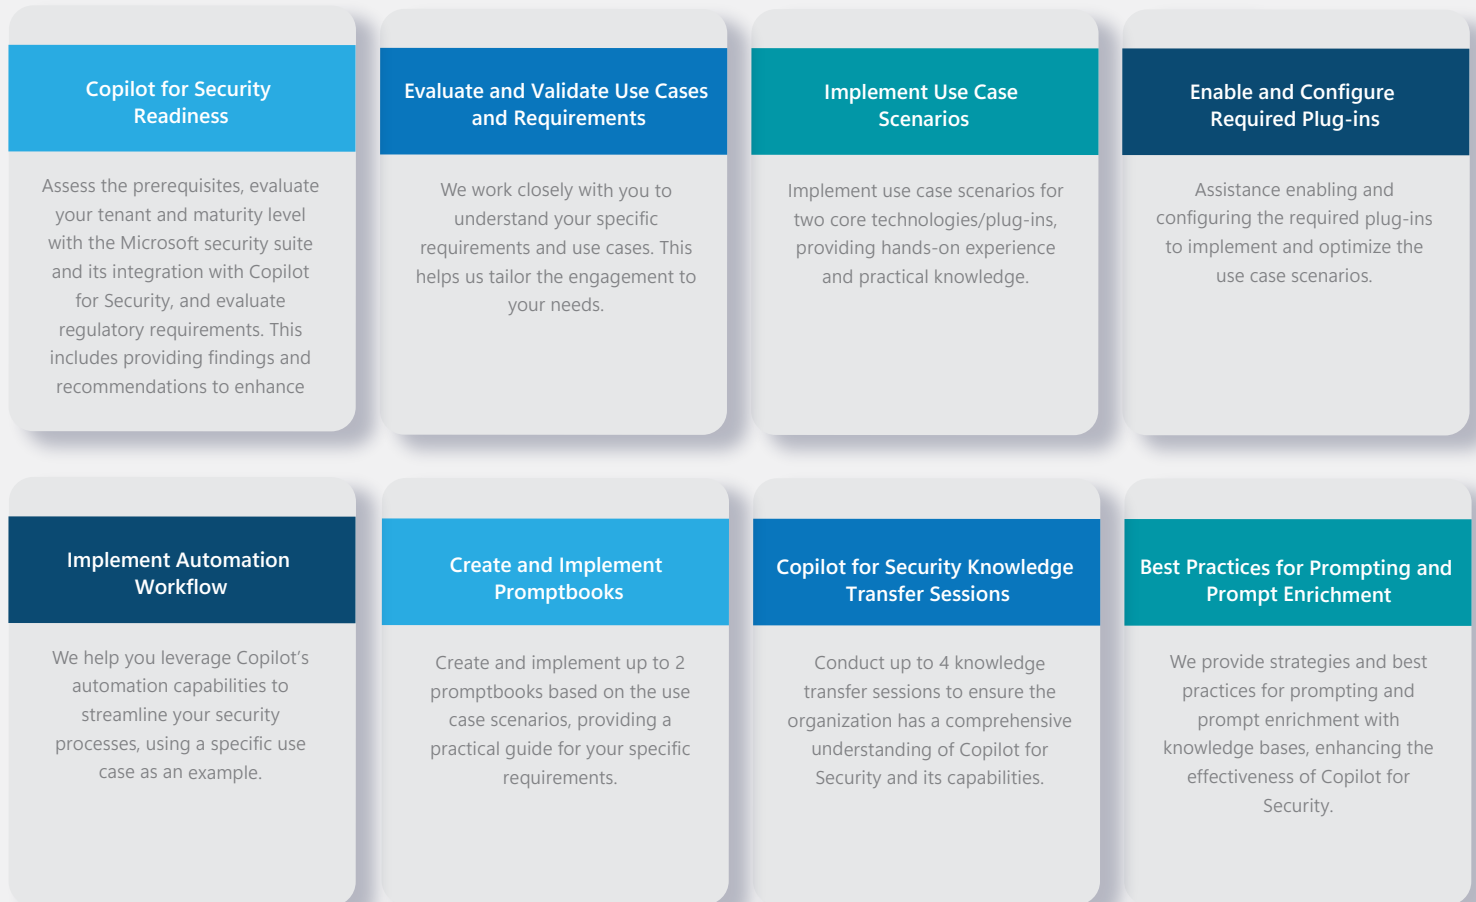 Copilot for Security
Readiness
Assess the prerequisites, evaluate
your tenant and maturity level
with the Microsoft security suite
and its integration with Copilot
for Security, and evaluate
regulatory requirements. This
includes providing findings and
recommendations to enhance
Evaluate and Validate Use Cases
and Requirements
We work closely with you to
understand your specific
requirements and use cases. This
helps us tailor the engagement to
your needs.
Implement Use Case
Scenarios
Implement use case scenarios for
two core technologies/plug-ins,
providing hands-on experience
and practical knowledge.
Enable and Configure
Required Plug-ins
Assistance enabling and
configuring the required plug-ins
to implement and optimize the
use case scenarios.
Implement Automation
Workflow
We help you leverage Copilot’s
automation capabilities to
streamline your security
processes, using a specific use
case as an example.
Create and Implement
Promptbooks
Create and implement up to 2
promptbooks based on the use
case scenarios, providing a
practical guide for your specific
requirements.
Copilot for Security Knowledge
Transfer Sessions
Conduct up to 4 knowledge
transfer sessions to ensure the
organization has a comprehensive
understanding of Copilot for
Security and its capabilities.
Best Practices for Prompting and
Prompt Enrichment
We provide strategies and best
practices for prompting and
prompt enrichment with
knowledge bases, enhancing the
effectiveness of Copilot for
Security.